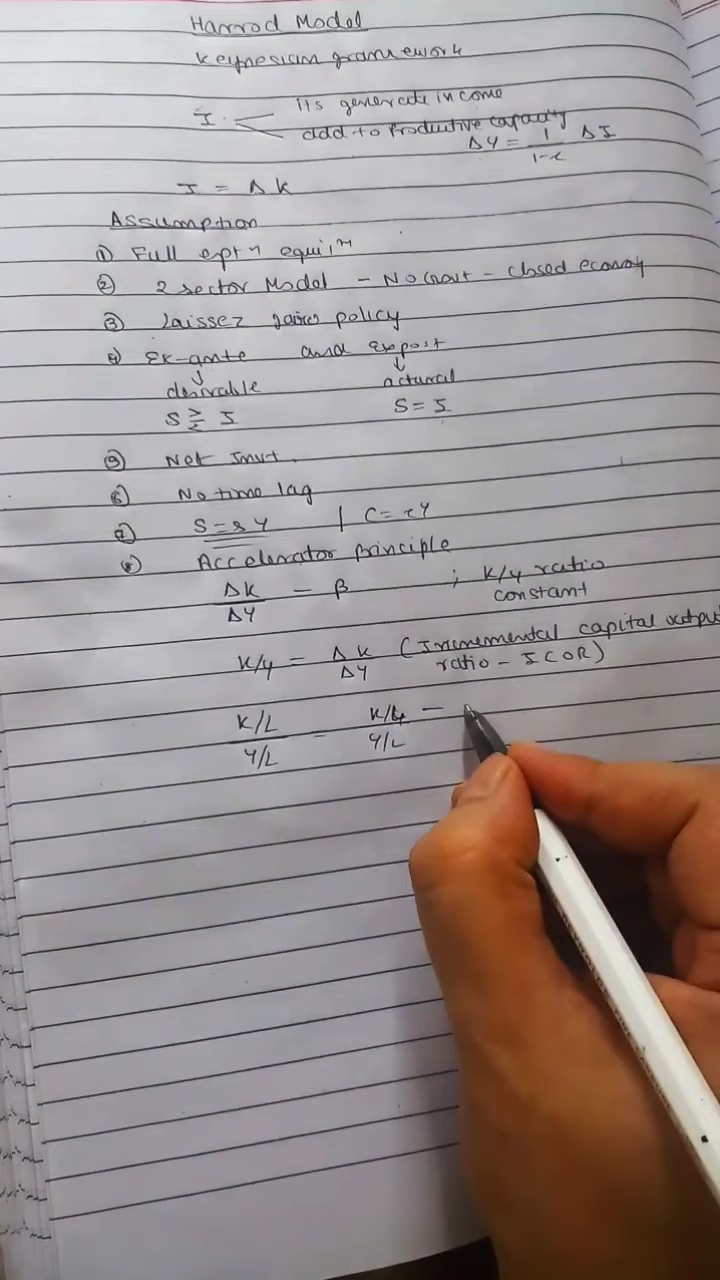 Harrod Model
Keynesian framework
I its generate income
add to productive capacity
ΔY = 1/1-c ΔI
I = ΔK
Assumption
① Full
② 2 sector Model - No Govt - closed economy
③ Laissez faire policy
④ Ex-ante and expost
↓ ↓
desirable actural
S ≷ I S = I
⑤ Net Invt.
⑥ No time lag
⑦ S = sY | C = cY
⑧ Accelerator principle
ΔK/ΔY = β ; K/Y ratio
constant
K/Y = ΔK/ΔY (Incremental capital output
ratio - ICOR)
K/L / Y/L = K/L / Y/L =